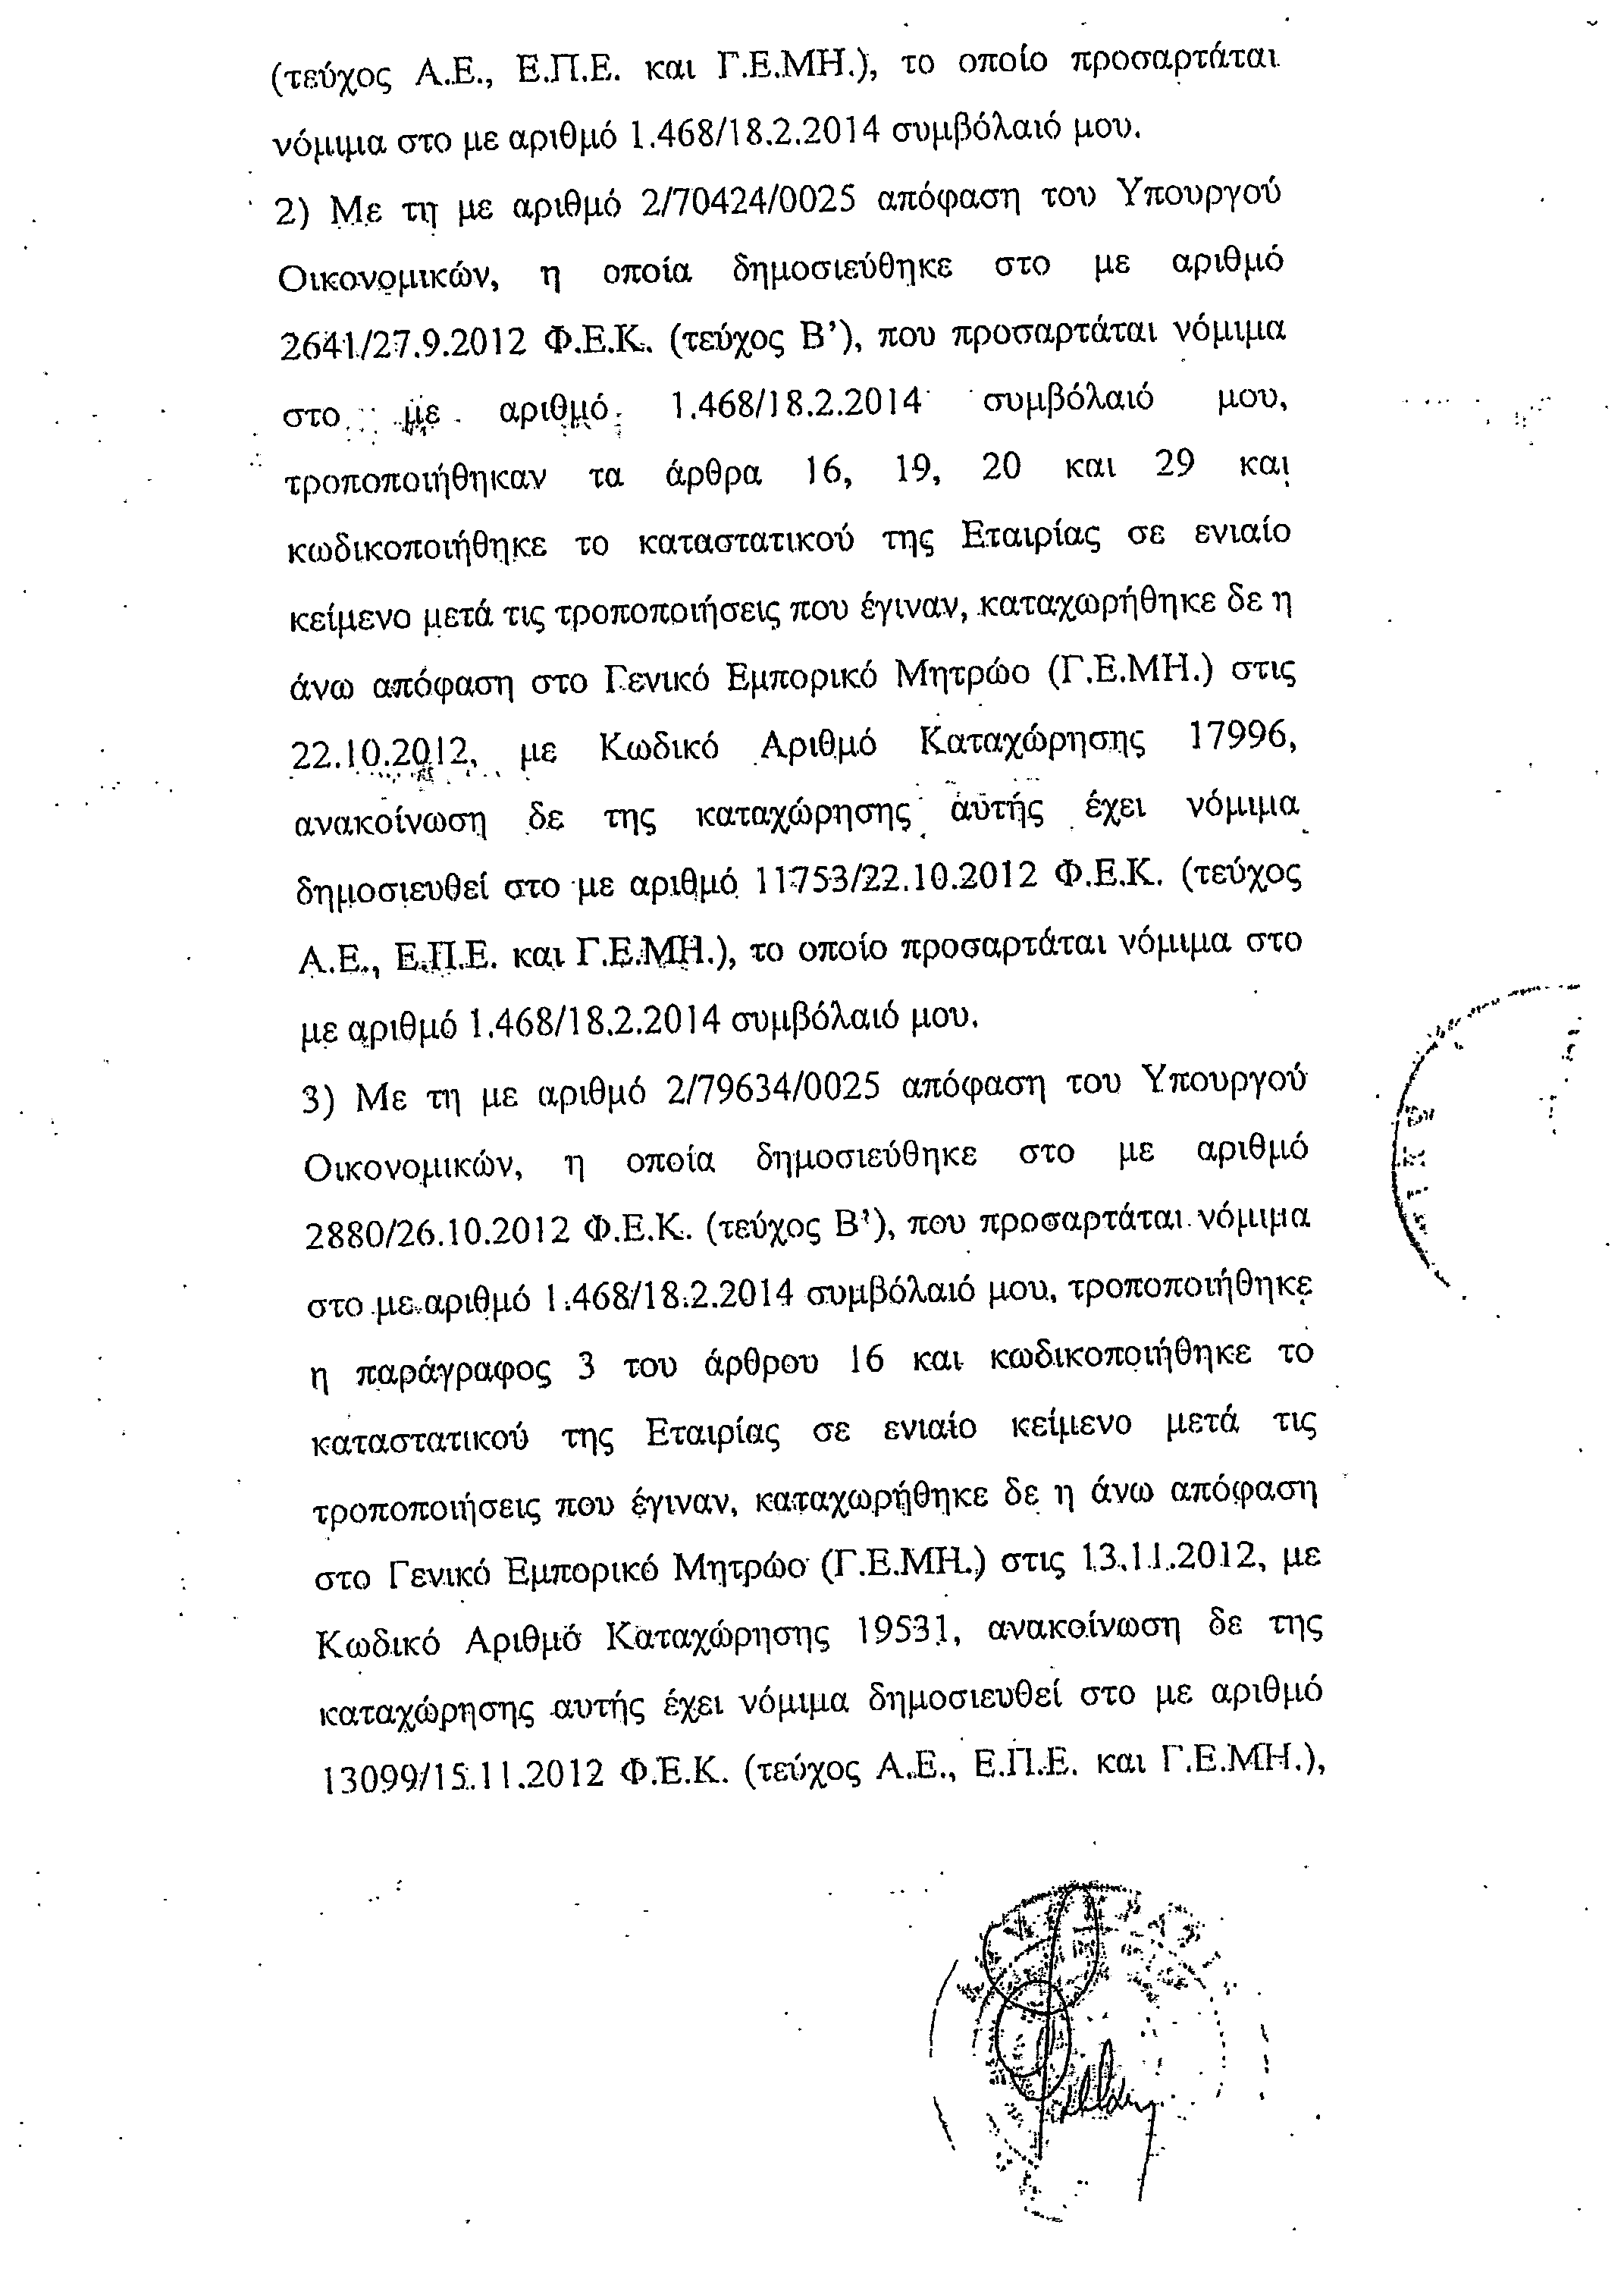 (τεύχος Α.Ε., Ε.Π.Ε. και Γ.Ε.ΜΗ.), το οποίο προσαρτάται
νόμιμα στο με αριθμό 1.468/18.2.2014 συμβόλαιό μου.
2) Με τη με αριθμό 2/70424/0025 απόφαση του Υπουργού
Οικονομικών, η οποία δημοσιεύθηκε στο με αριθμό
2641/27.9.2012 Φ.Ε.Κ. (τεύχος Β’), που προσαρτάται νόμιμα
στο με αριθμό 1.468/18.2.2014 συμβόλαιό μου,
τροποποιήθηκαν τα άρθρα 16, 19, 20 και 29 και
κωδικοποιήθηκε το καταστατικού της Εταιρίας σε ενιαίο
κείμενο μετά τις τροποποιήσεις που έγιναν, καταχωρήθηκε δε η
άνω απόφαση στο Γενικό Εμπορικό Μητρώο (Γ.Ε.ΜΗ.) στις
22.10.2012, με Κωδικό Αριθμό Καταχώρησης 17996,
ανακοίνωση δε της καταχώρησης αυτής έχει νόμιμα
δημοσιευθεί στο με αριθμό 11753/22.10.2012 Φ.Ε.Κ. (τεύχος
Α.Ε., Ε.Π.Ε. και Γ.Ε.ΜΗ.), το οποίο προσαρτάται νόμιμα στο
με αριθμό 1.468/18.2.2014 συμβόλαιό μου.
3) Με τη με αριθμό 2/79634/0025 απόφαση του Υπουργού
Οικονομικών, η οποία δημοσιεύθηκε στο με αριθμό
2880/26.10.2012 Φ.Ε.Κ. (τεύχος Β’), που προσαρτάται νόμιμα
στο με αριθμό 1.468/18.2.2014 συμβόλαιό μου, τροποποιήθηκε
η παράγραφος 3 του άρθρου 16 και κωδικοποιήθηκε το
καταστατικού της Εταιρίας σε ενιαίο κείμενο μετά τις
τροποποιήσεις που έγιναν, καταχωρήθηκε δε η άνω απόφαση
στο Γενικό Εμπορικό Μητρώο (Γ.Ε.ΜΗ.) στις 13.11.2012, με
Κωδικό Αριθμό Καταχώρησης 19531, ανακοίνωση δε της
καταχώρησης αυτής έχει νόμιμα δημοσιευθεί στο με αριθμό
13099/15.11.2012 Φ.Ε.Κ. (τεύχος Α.Ε., Ε.Π.Ε. και Γ.Ε.ΜΗ.),